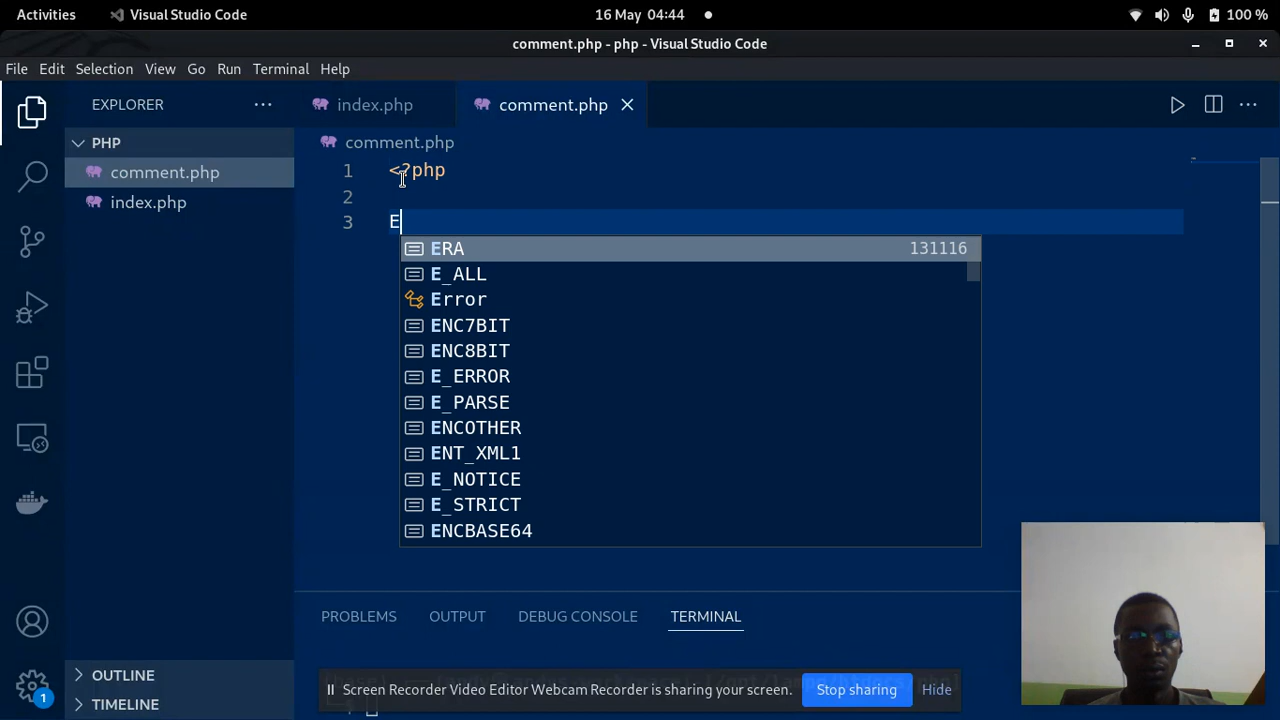 Activities Visual Studio Code 16 May 04:44 100 %
comment.php - php - Visual Studio Code
File Edit Selection View Go Run Terminal Help
EXPLORER
index.php comment.php
PHP
comment.php
index.php
comment.php
1 <?php
2
3 E
ERA 131116
E_ALL
Error
ENC7BIT
ENC8BIT
E_ERROR
E_PARSE
ENCOTHER
ENT_XML1
E_NOTICE
E_STRICT
ENCBASE64
PROBLEMS OUTPUT DEBUG CONSOLE TERMINAL
OUTLINE
TIMELINE
1
Screen Recorder Video Editor Webcam Recorder is sharing your screen. Stop sharing Hide